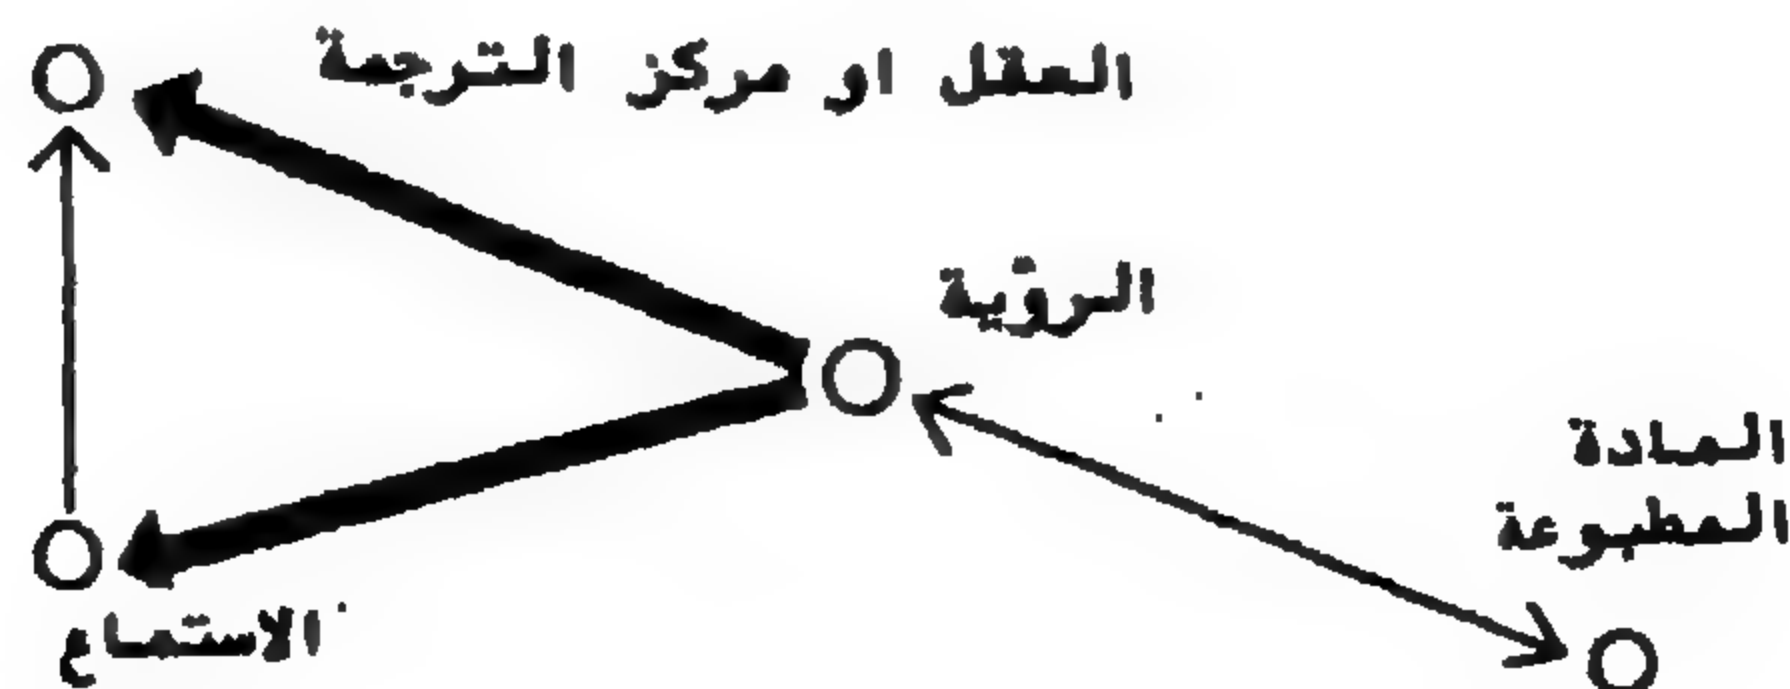 العقل او مركز الترجمة
الرؤية
المادة
المطبوعة
الاستماع